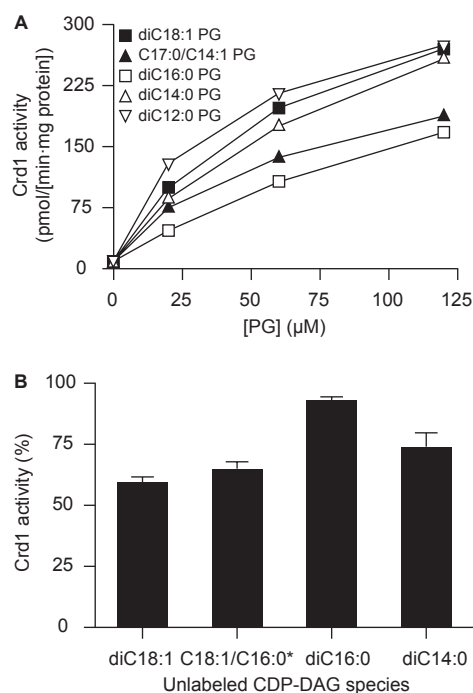 A
300
225
150
75
0
Crd1 activity
(pmol/[min·mg protein])
diC18:1 PG
C17:0/C14:1 PG
diC16:0 PG
diC14:0 PG
diC12:0 PG
0 25 50 75 100 125
[PG] (µM)
B
100
75
50
25
0
Crd1 activity (%)
diC18:1 C18:1/C16:0* diC16:0 diC14:0
Unlabeled CDP-DAG species